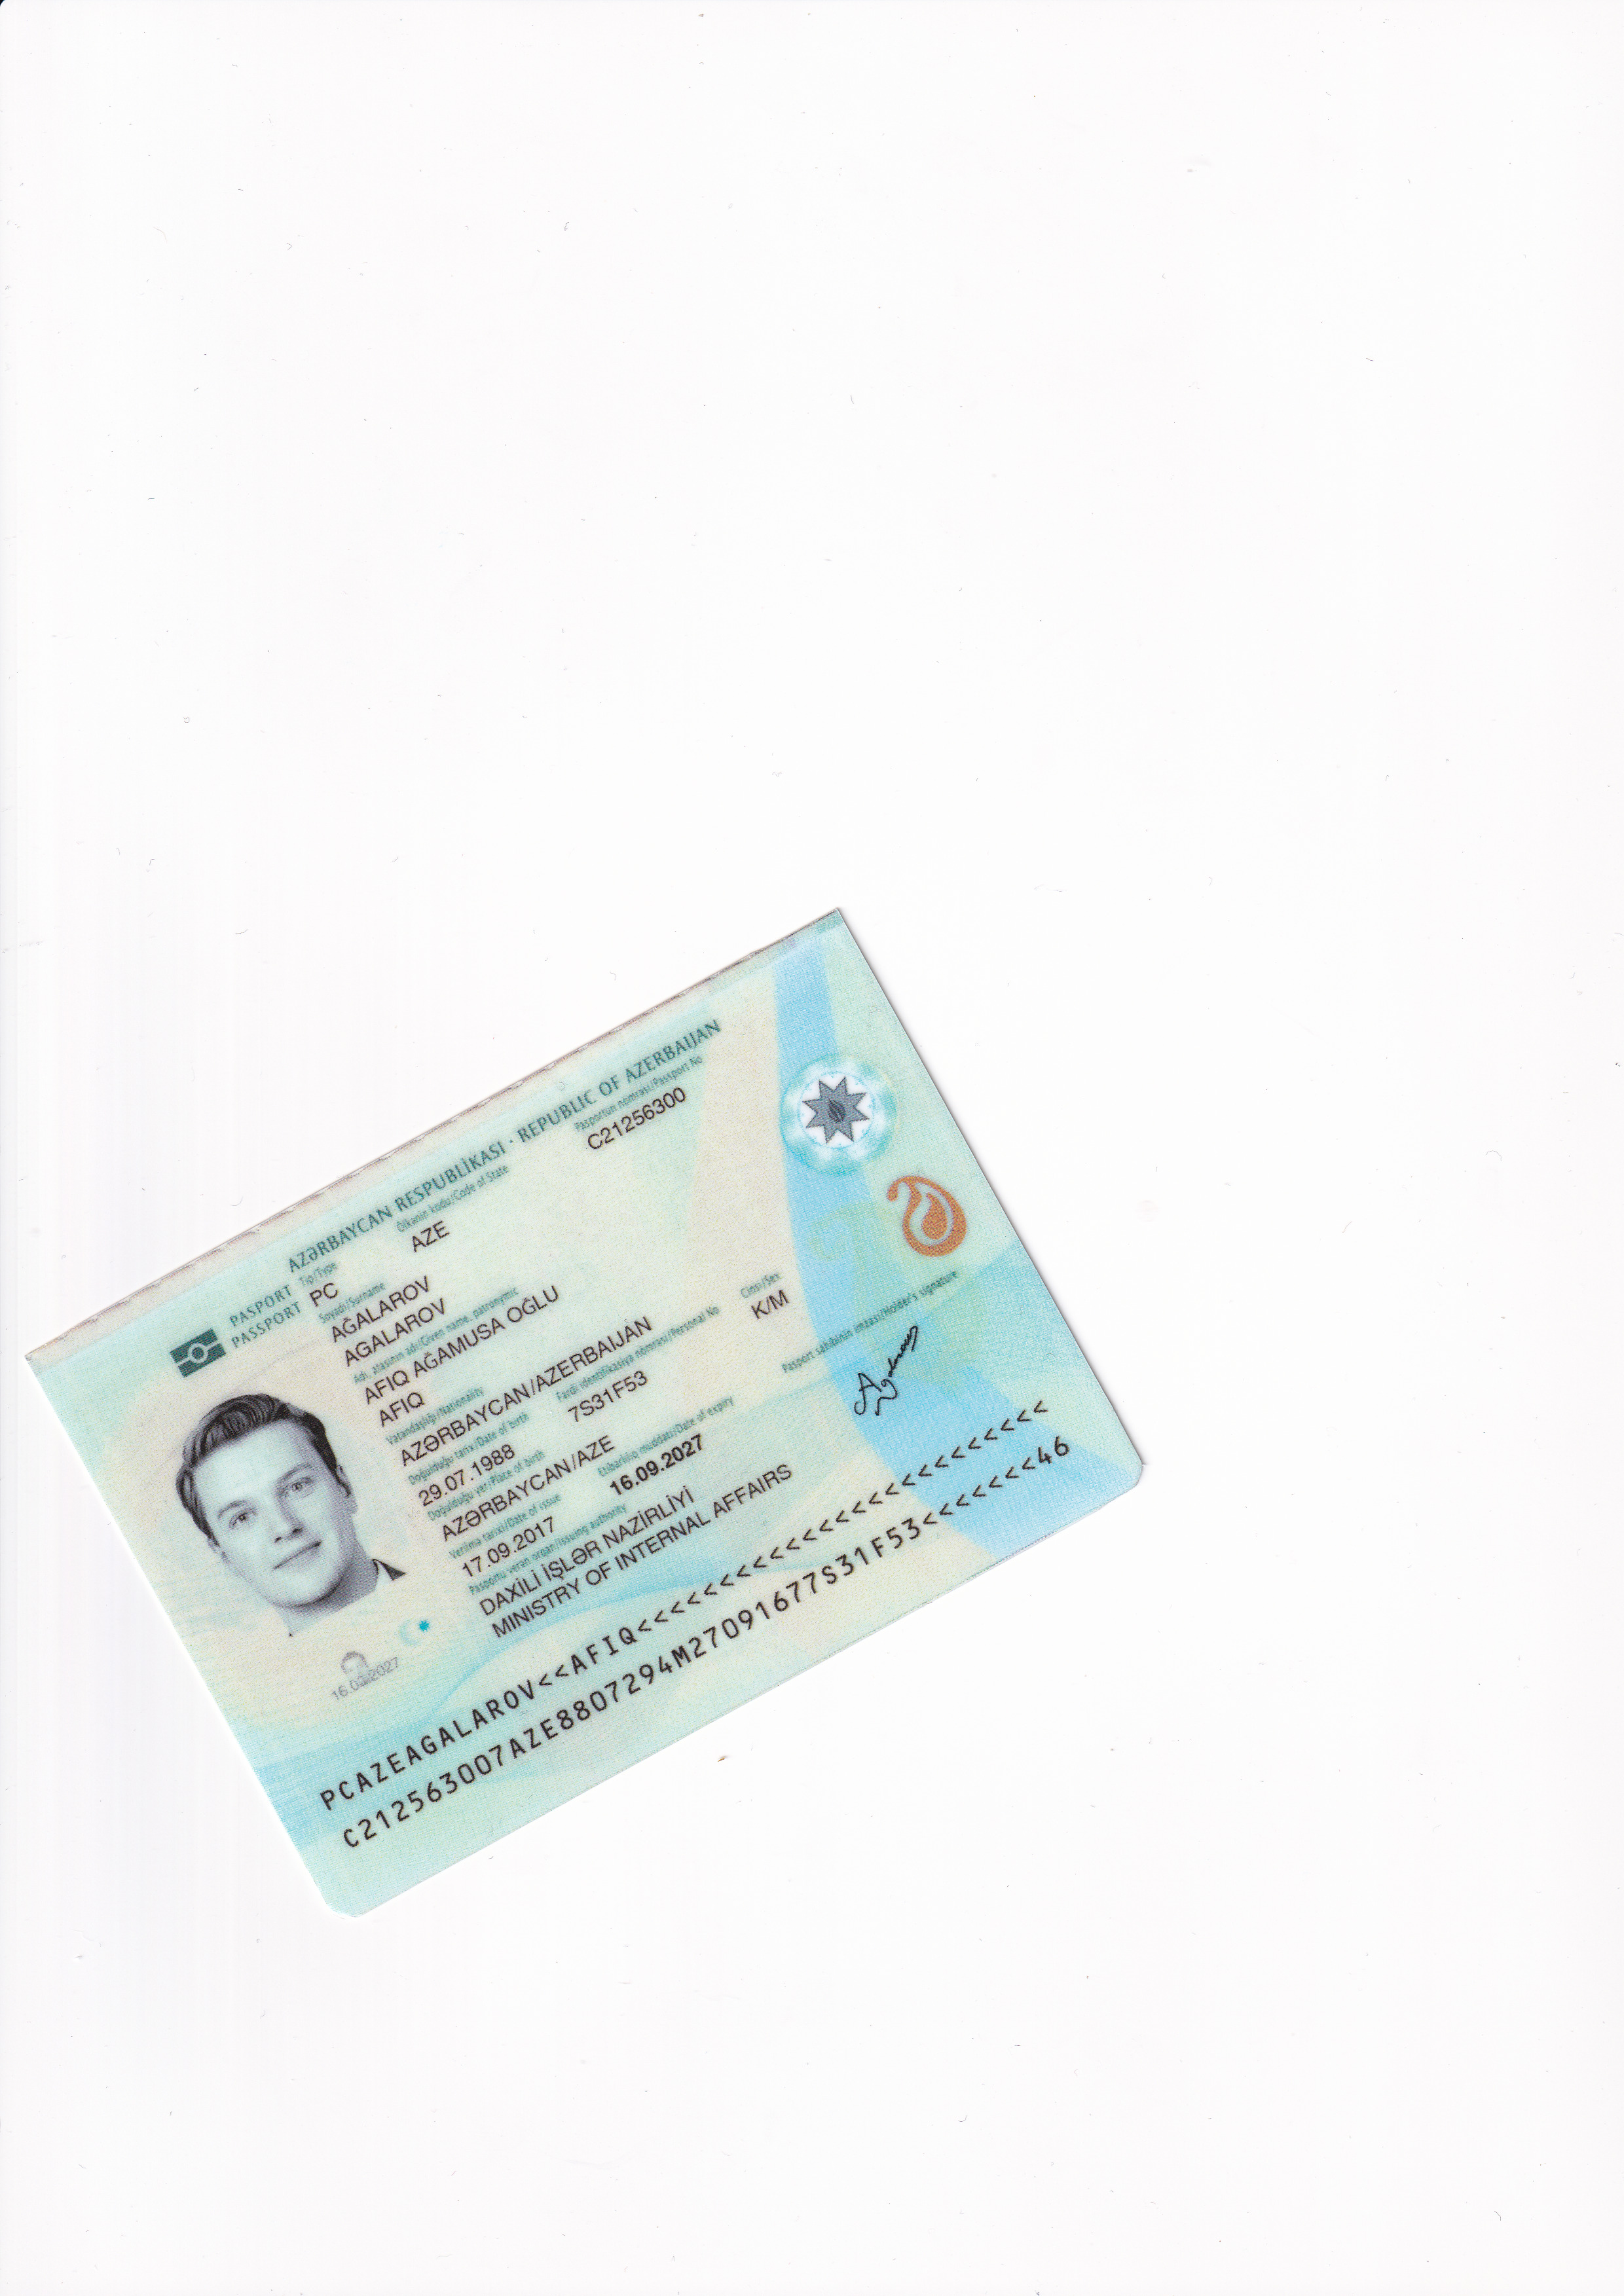 AZƏRBAYCAN RESPUBLİKASI · REPUBLIC OF AZERBAIJAN
PASPORT
PASSPORT
Tip/Type
Ölkənin kodu/Code of State
Pasportun nömrəsi/Passport No
PC
AZE
C21256300
Soyadı/Surname
AĞALAROV
AGALAROV
Adı, atasının adı/Given name, patronymic
AFIQ AĞAMUSA OĞLU
AFIQ
Vətəndaşlığı/Nationality
AZƏRBAYCAN/AZERBAIJAN
Doğulduğu tarix/Date of birth
Fərdi identifikasiya nömrəsi/Personal No
Cinsi/Sex
29.07.1988
7S31F53
K/M
Doğulduğu yer/Place of birth
AZƏRBAYCAN/AZE
Verilmə tarixi/Date of issue
Etibarlıq müddəti/Date of expiry
Pasport sahibinin imzası/Holder's signature
17.09.2017
16.09.2027
Pasportu verən orqan/Issuing authority
DAXİLİ İŞLƏR NAZİRLİYİ
MINISTRY OF INTERNAL AFFAIRS
PCAZEAGALAROV<<AFIQ<<<<<<<<<<<<<<<<<<<<<<<<<
C212563007AZE8807294M27091677S31F53<<<<<<<46